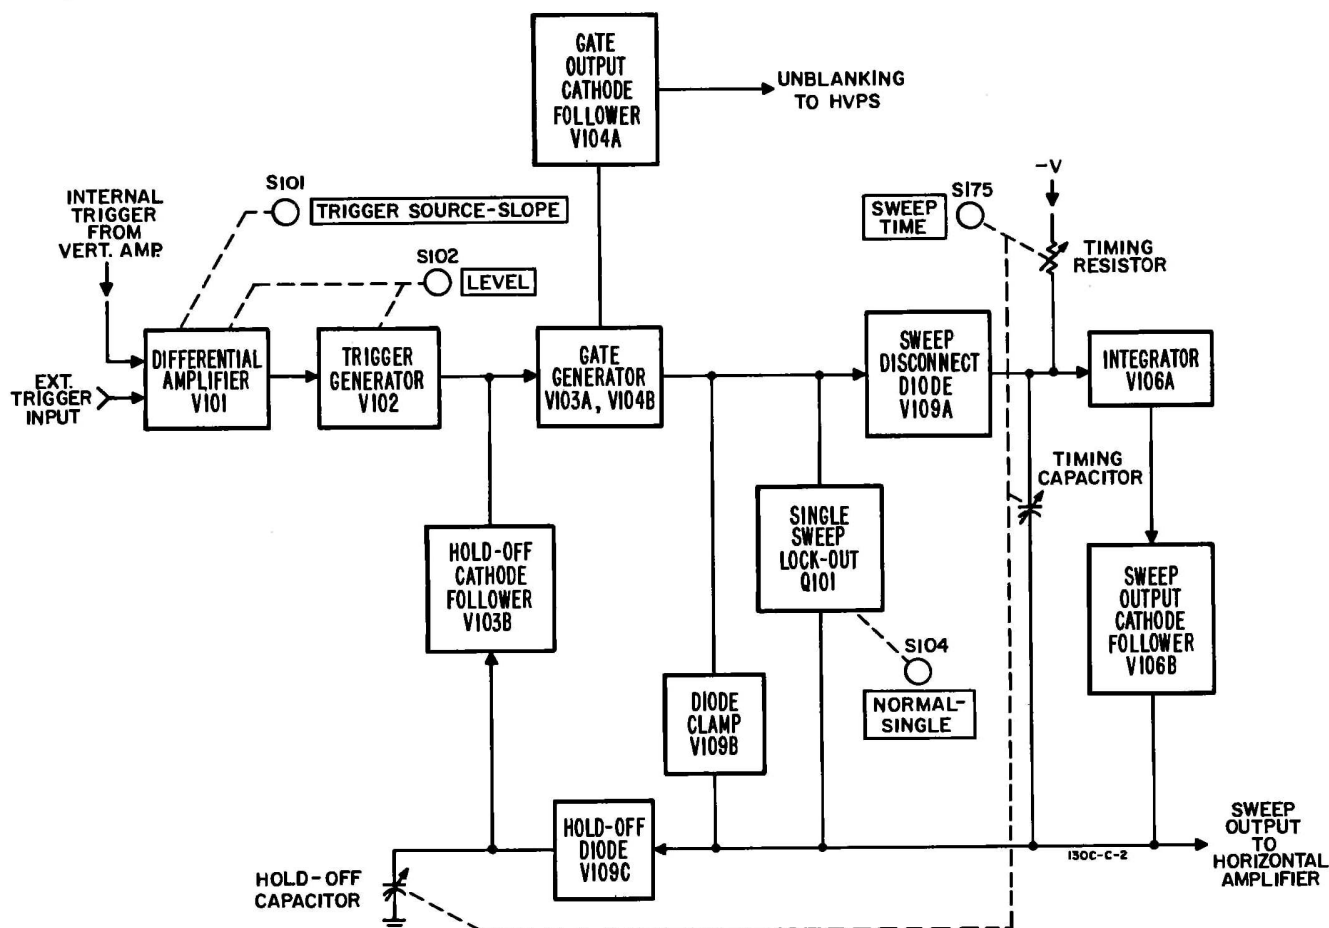 GATE
OUTPUT
CATHODE
FOLLOWER
V104A
UNBLANKING
TO HVPS
INTERNAL
TRIGGER
FROM
VERT. AMP.
S101
TRIGGER SOURCE-SLOPE
S102
LEVEL
SWEEP
TIME
S175
-V
TIMING
RESISTOR
EXT.
TRIGGER
INPUT
DIFFERENTIAL
AMPLIFIER
V101
TRIGGER
GENERATOR
V102
GATE
GENERATOR
V103A, V104B
SWEEP
DISCONNECT
DIODE
V109A
INTEGRATOR
V106A
TIMING
CAPACITOR
HOLD-OFF
CATHODE
FOLLOWER
V103B
SINGLE
SWEEP
LOCK-OUT
Q101
SWEEP
OUTPUT
CATHODE
FOLLOWER
V106B
S104
NORMAL-
SINGLE
DIODE
CLAMP
V109B
HOLD-OFF
DIODE
V109C
HOLD-OFF
CAPACITOR
130C-C-2
SWEEP
OUTPUT
TO
HORIZONTAL
AMPLIFIER